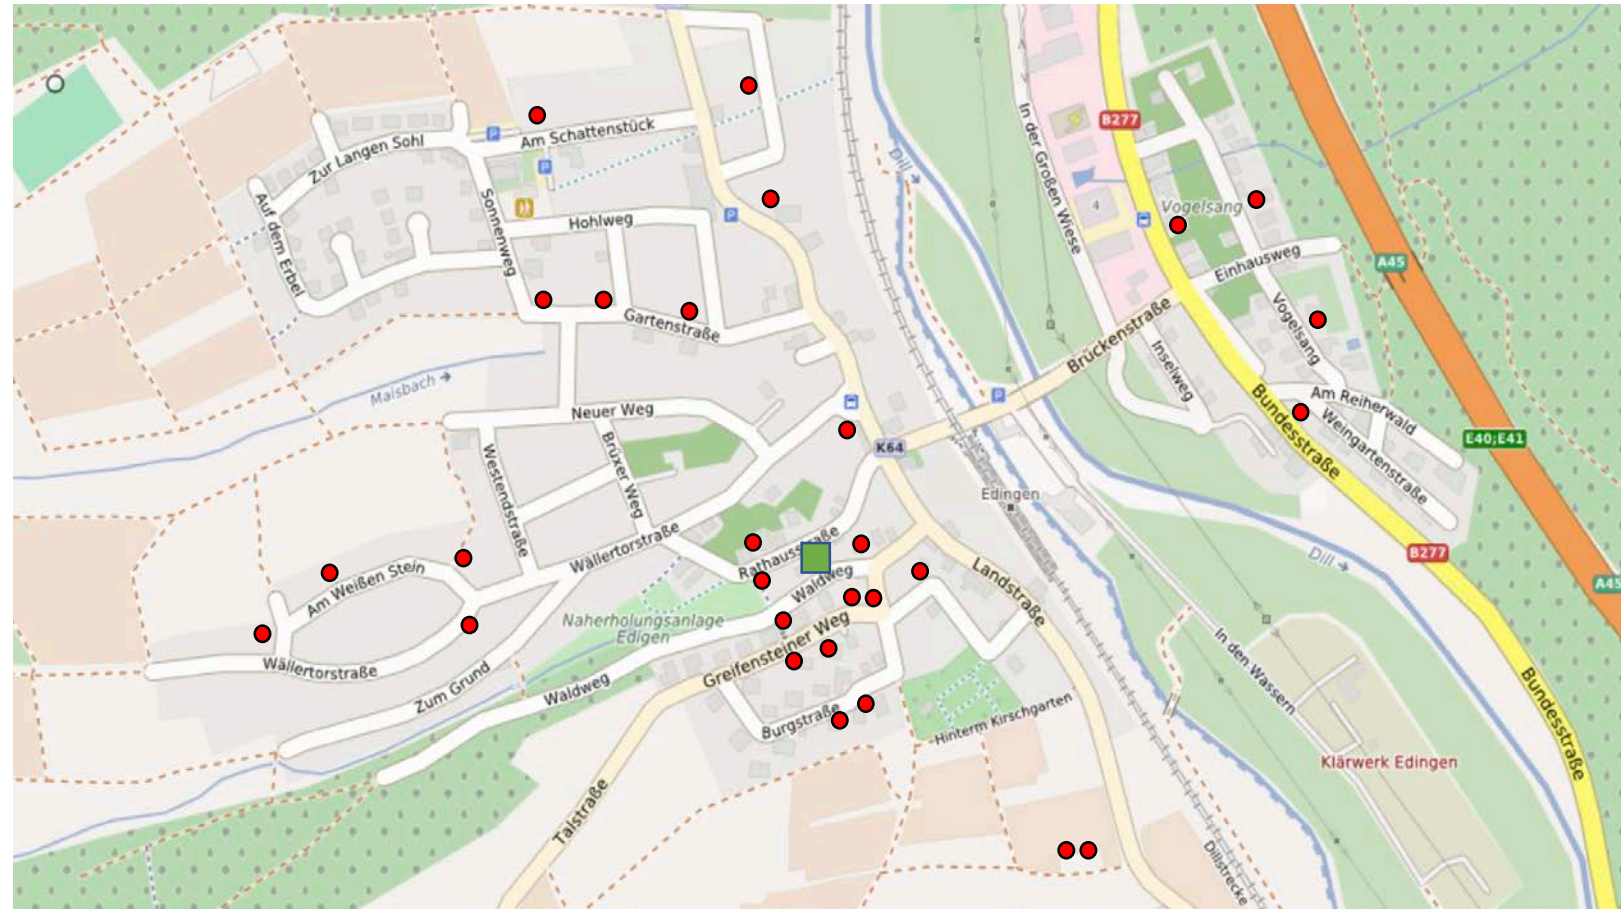 B277
Am Schattenstück
Zur Langen Sohl
P
P
Dill →
In der Großen Wiese
Auf dem Erbel
Sonnenweg
Hohlweg
P
4
Vogelsang
A45
Einhausweg
Gartenstraße
Vogelsang
Brückenstraße
Inselweg
Maisbach →
P
Neuer Weg
Am Reiherwald
Weingartenstraße
Bundesstraße
E40;E41
K64
Westendstraße
Brüxer Weg
Edingen
Wällertorstraße
Rathausstraße
B277
Dill →
A45
Am Weißen Stein
Waldweg
Landstraße
Naherholungsanlage
Edigen
Greifensteiner Weg
Wällertorstraße
Zum Grund
Waldweg
Burgstraße
Hinterm Kirschgarten
In den Wassern
Bundesstraße
Klärwerk Edingen
Talstraße
Dillstrecke